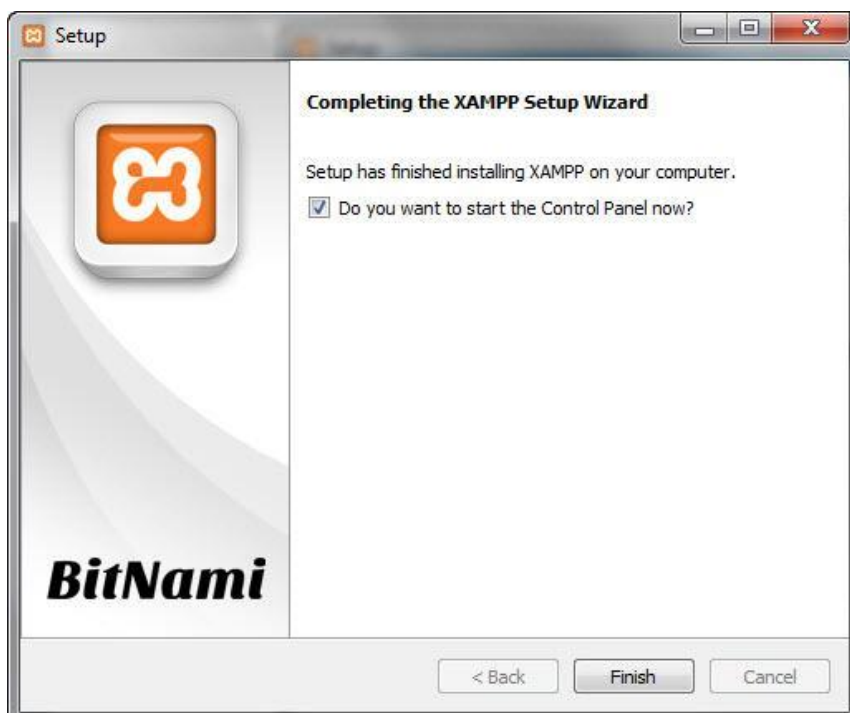 Setup
Completing the XAMPP Setup Wizard
Setup has finished installing XAMPP on your computer.
Do you want to start the Control Panel now?
BitNami
< Back
Finish
Cancel